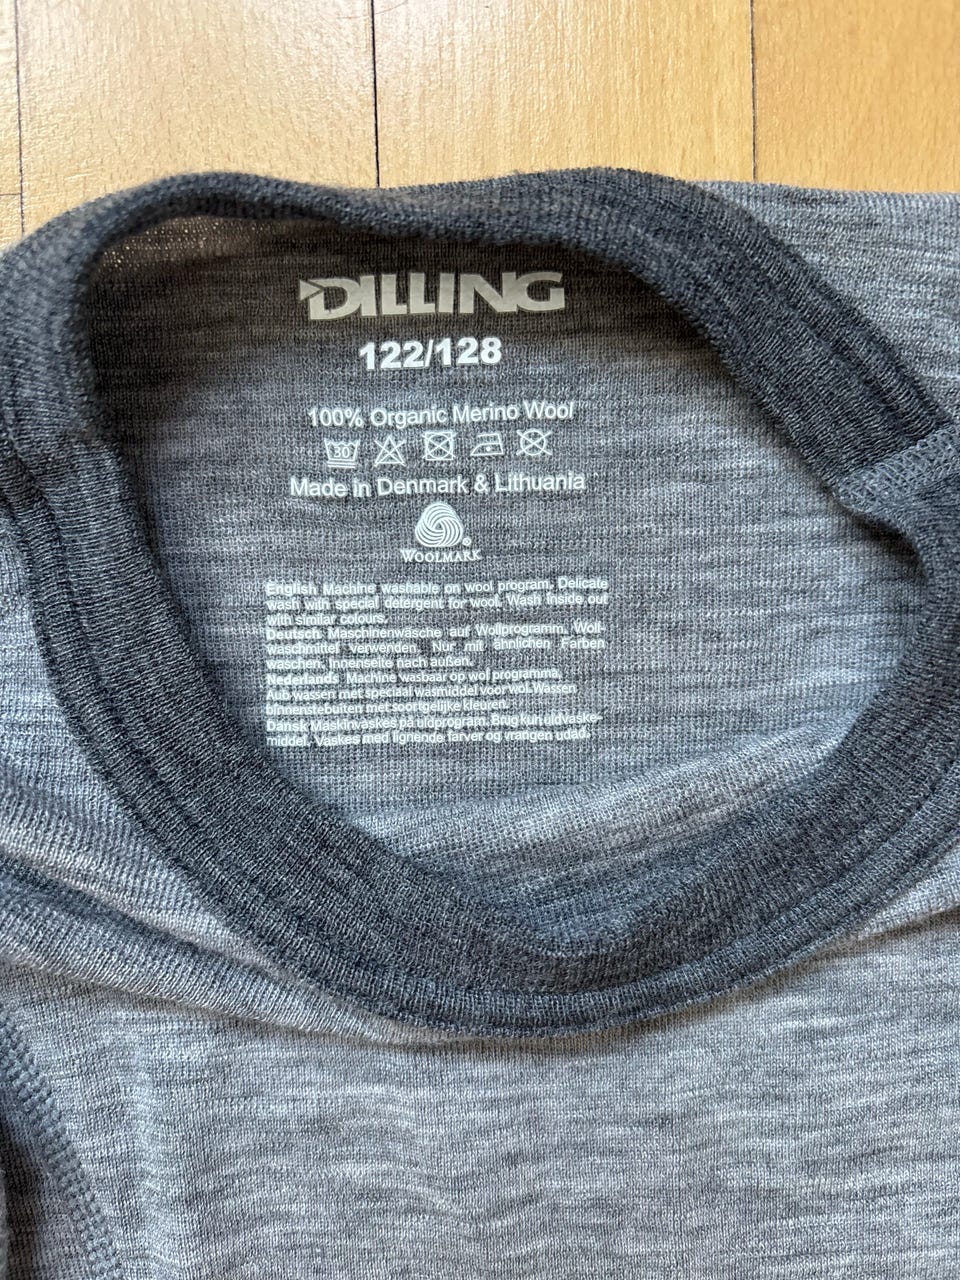 DILLING
122/128
100% Organic Merino Wool
30
Made in Denmark & Lithuania
®
WOOLMARK
English Machine washable on wool program. Delicate
wash with special detergent for wool. Wash inside out
with similar colours.
Deutsch Maschinenwäsche auf Wollprogramm. Woll-
waschmittel verwenden. Nur mit ähnlichen Farben
waschen. Innenseite nach außen.
Nederlands Machine wasbaar op wol programma.
Aub wassen met speciaal wasmiddel voor wol. Wassen
binnenstebuiten met soortgelijke kleuren.
Dansk Maskinvaskes på uldprogram. Brug kun uldvaske-
middel. Vaskes med lignende farver og vrangen udad.